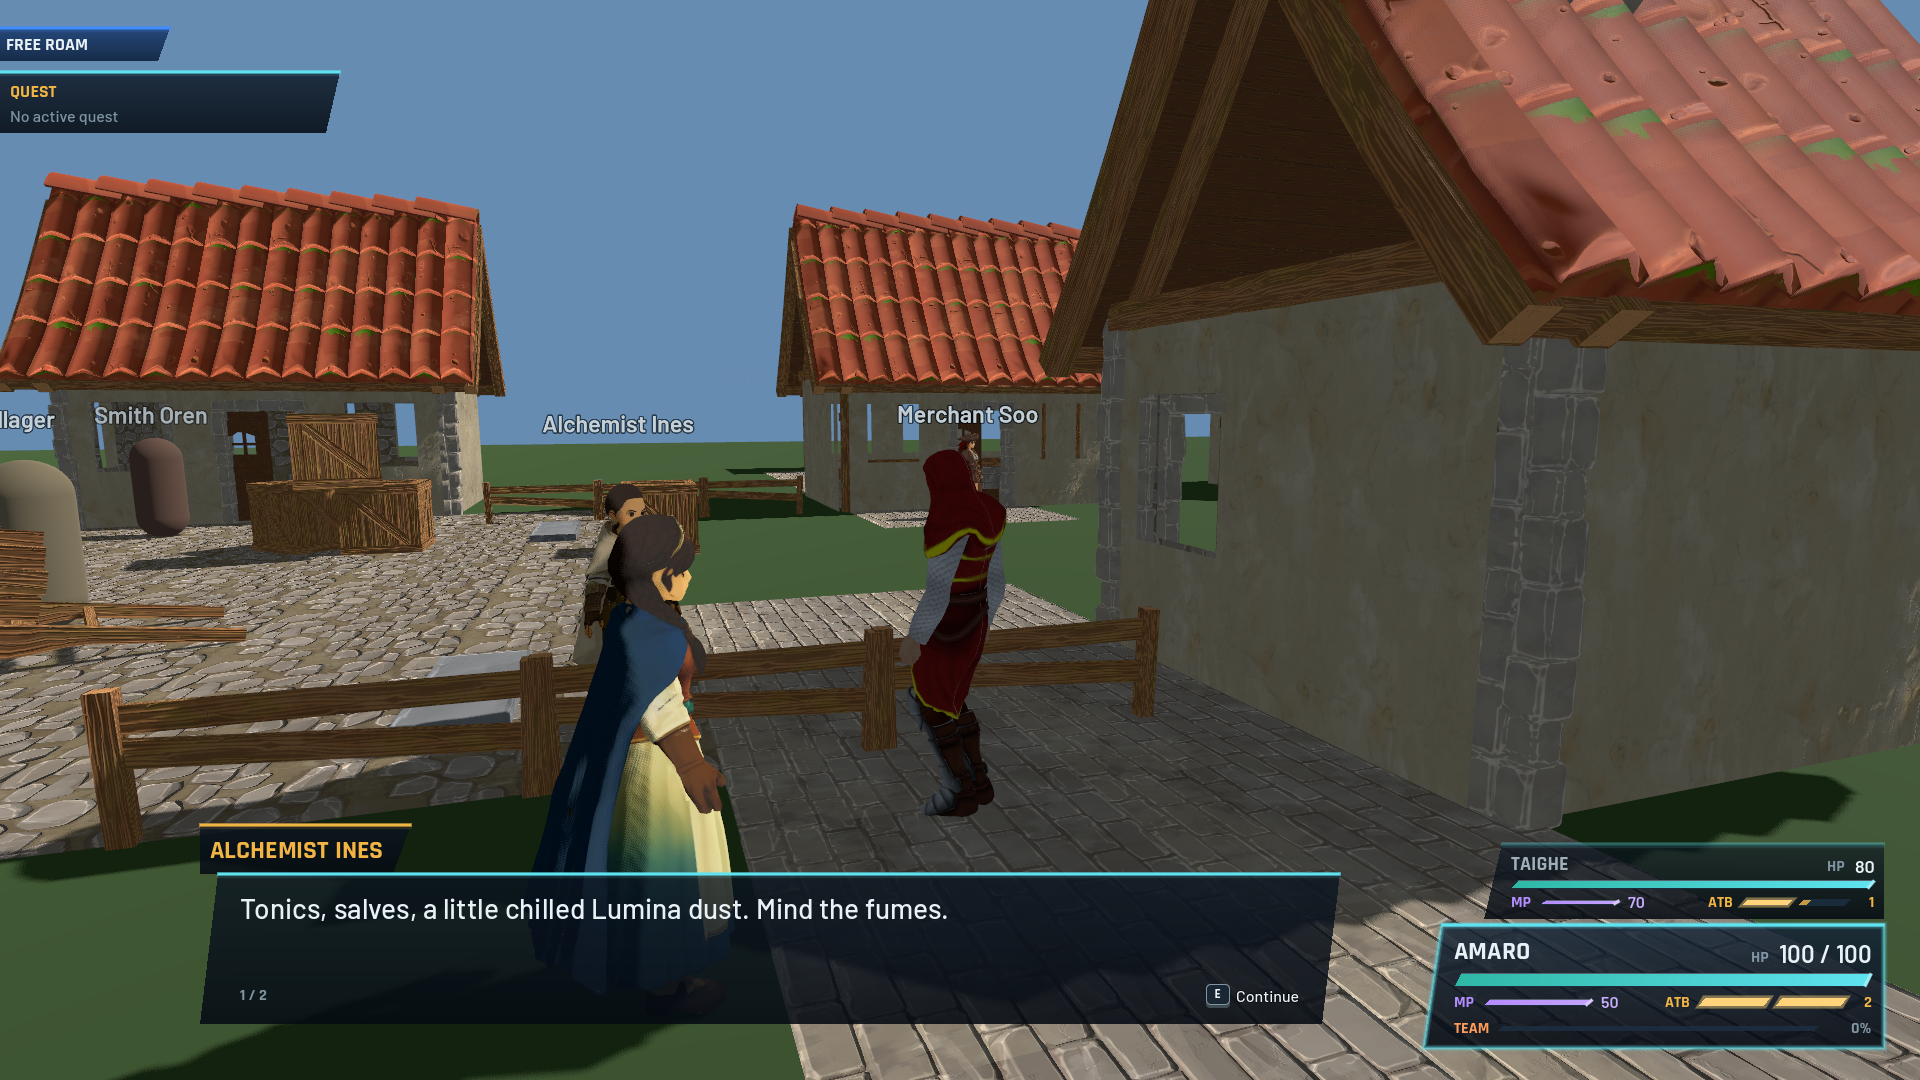 FREE ROAM
QUEST
No active quest
llager
Smith Oren
Alchemist Ines
Merchant Soo
ALCHEMIST INES
Tonics, salves, a little chilled Lumina dust. Mind the fumes.
1 / 2
E Continue
TAIGHE HP 80
MP 70 ATB 1
AMARO HP 100 / 100
MP 50 ATB 2
TEAM 0%